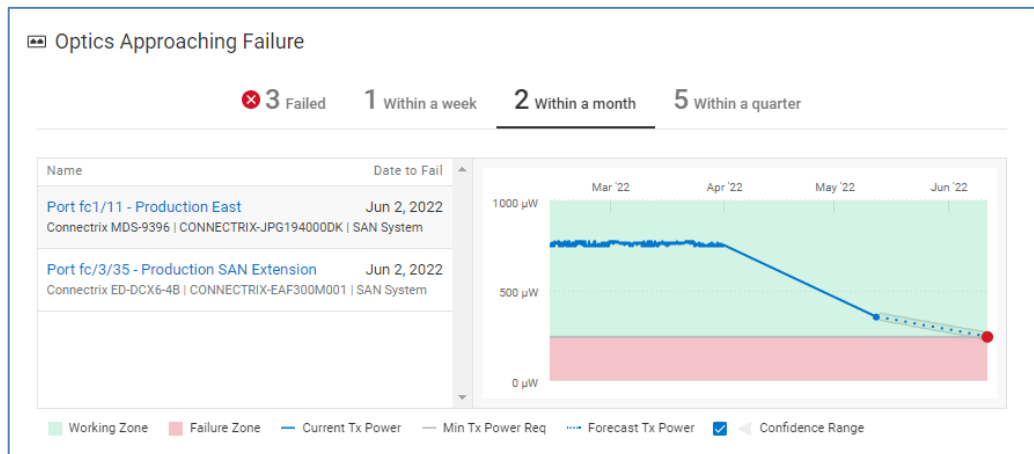 Optics Approaching Failure
3 Failed
1 Within a week
2 Within a month
5 Within a quarter
Name Date to Fail
Port fc1/11 - Production East Jun 2, 2022
Connectrix MDS-9396 | CONNECTRIX-JPG194000DK | SAN System
Port fc/3/35 - Production SAN Extension Jun 2, 2022
Connectrix ED-DCX6-4B | CONNECTRIX-EAF300M001 | SAN System
Mar '22 Apr '22 May '22 Jun '22
1000 µW
500 µW
0 µW
Working Zone Failure Zone Current Tx Power Min Tx Power Req Forecast Tx Power Confidence Range